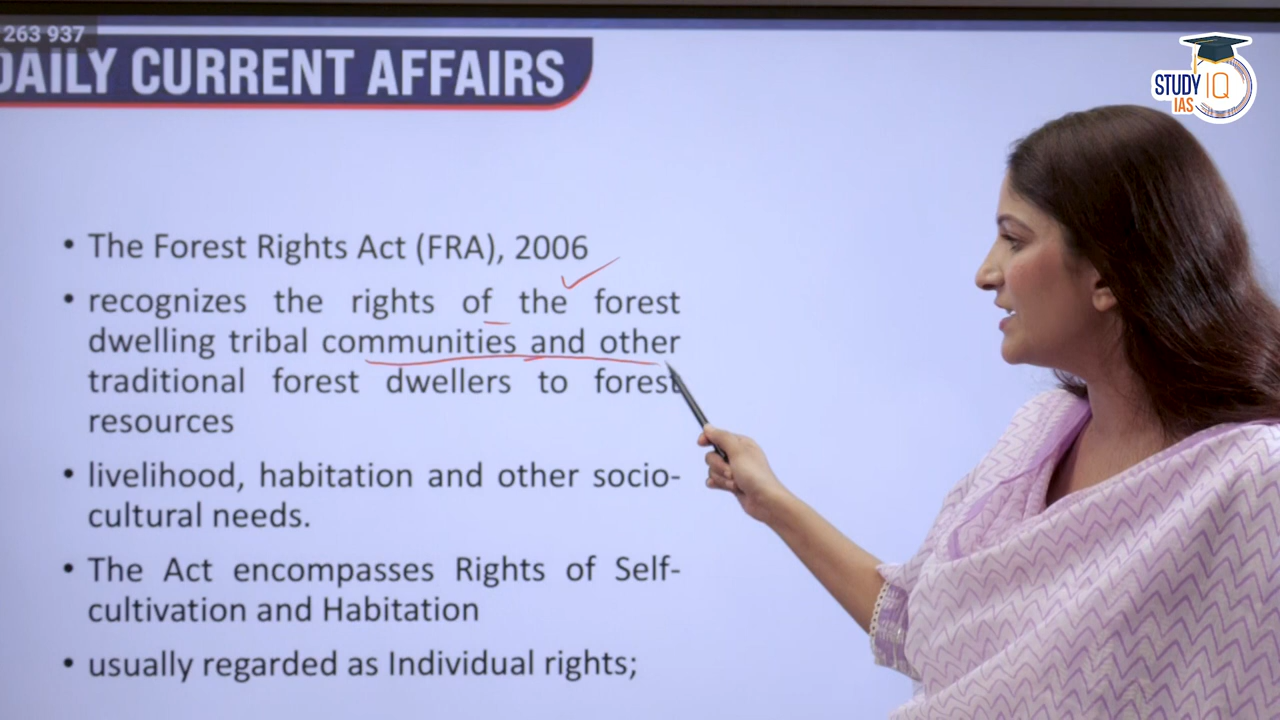 263 937
DAILY CURRENT AFFAIRS
STUDY IQ
IAS
• The Forest Rights Act (FRA), 2006
• recognizes the rights of the forest
dwelling tribal communities and other
traditional forest dwellers to forest
resources
• livelihood, habitation and other socio-
cultural needs.
• The Act encompasses Rights of Self-
cultivation and Habitation
• usually regarded as Individual rights;